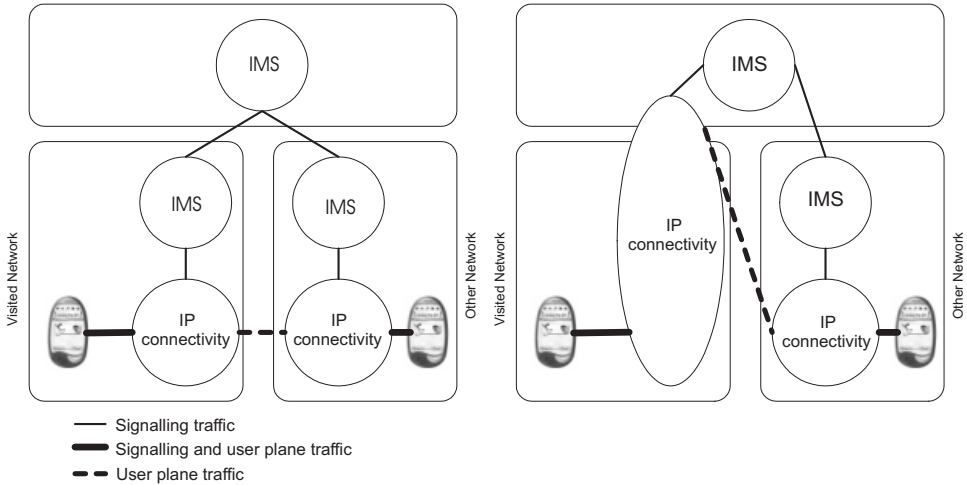 IMS
IMS
IMS
IMS
IMS
IP
connectivity
IP
connectivity
IP
connectivity
IP
connectivity
Visited Network
Other Network
Visited Network
Other Network
Signalling traffic
Signalling and user plane traffic
User plane traffic